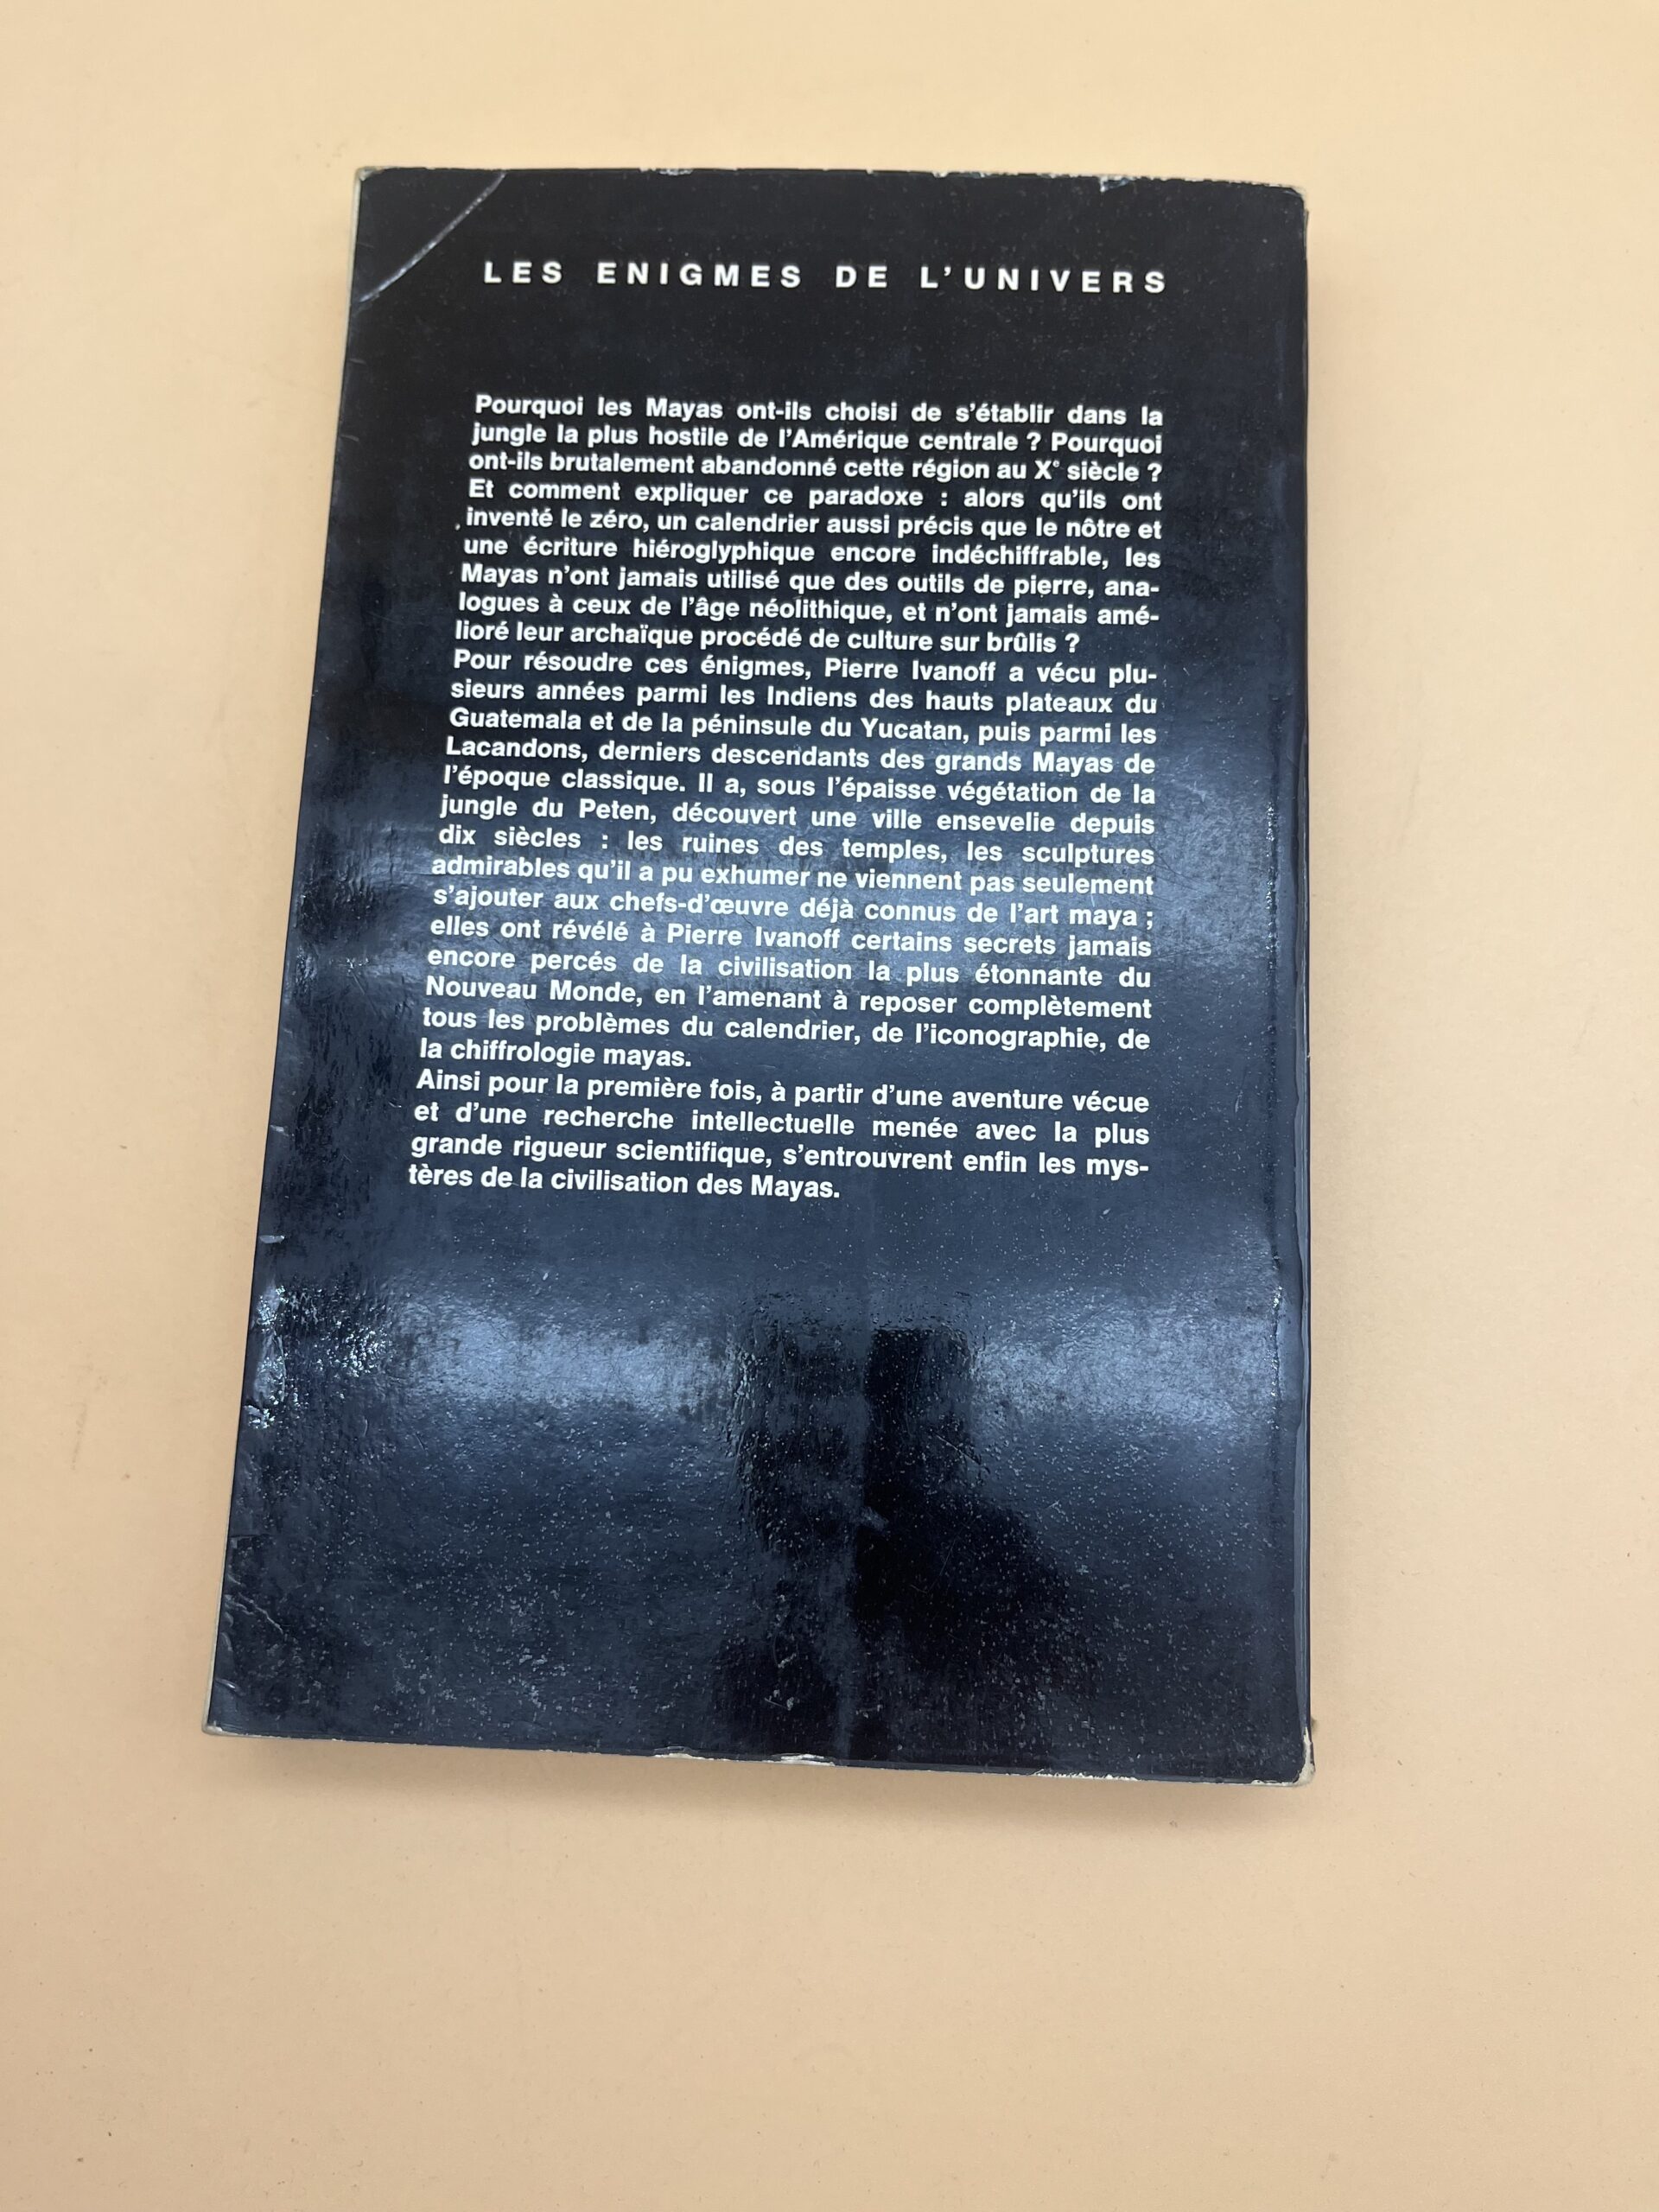 LES ENIGMES DE L'UNIVERS
Pourquoi les Mayas ont-ils choisi de s'établir dans la
jungle la plus hostile de l'Amérique centrale ? Pourquoi
ont-ils brutalement abandonné cette région au Xe siècle ?
Et comment expliquer ce paradoxe : alors qu'ils ont
inventé le zéro, un calendrier aussi précis que le nôtre et
une écriture hiéroglyphique encore indéchiffrable, les
Mayas n'ont jamais utilisé que des outils de pierre, ana-
logues à ceux de l'âge néolithique, et n'ont jamais amé-
lioré leur archaïque procédé de culture sur brûlis ?
Pour résoudre ces énigmes, Pierre Ivanoff a vécu plu-
sieurs années parmi les Indiens des hauts plateaux du
Guatemala et de la péninsule du Yucatan, puis parmi les
Lacandons, derniers descendants des grands Mayas de
l'époque classique. Il a, sous l'épaisse végétation de la
jungle du Peten, découvert une ville ensevelie depuis
dix siècles : les ruines des temples, les sculptures
admirables qu'il a pu exhumer ne viennent pas seulement
s'ajouter aux chefs-d'œuvre déjà connus de l'art maya ;
elles ont révélé à Pierre Ivanoff certains secrets jamais
encore percés de la civilisation la plus étonnante du
Nouveau Monde, en l'amenant à reposer complètement
tous les problèmes du calendrier, de l'iconographie, de
la chiffrologie mayas.
Ainsi pour la première fois, à partir d'une aventure vécue
et d'une recherche intellectuelle menée avec la plus
grande rigueur scientifique, s'entrouvrent enfin les mys-
tères de la civilisation des Mayas.